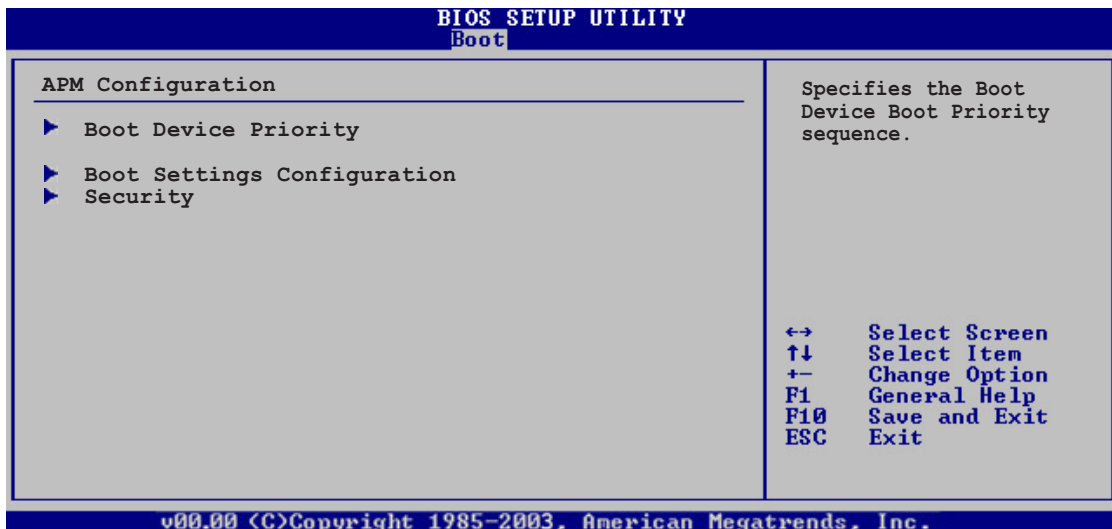 BIOS SETUP UTILITY
Boot
APM Configuration
Boot Device Priority
Boot Settings Configuration
Security
Specifies the Boot
Device Boot Priority
sequence.
←→ Select Screen
↑↓ Select Item
+- Change Option
F1 General Help
F10 Save and Exit
ESC Exit
v00.00 (C)Copyright 1985-2003, American Megatrends, Inc.